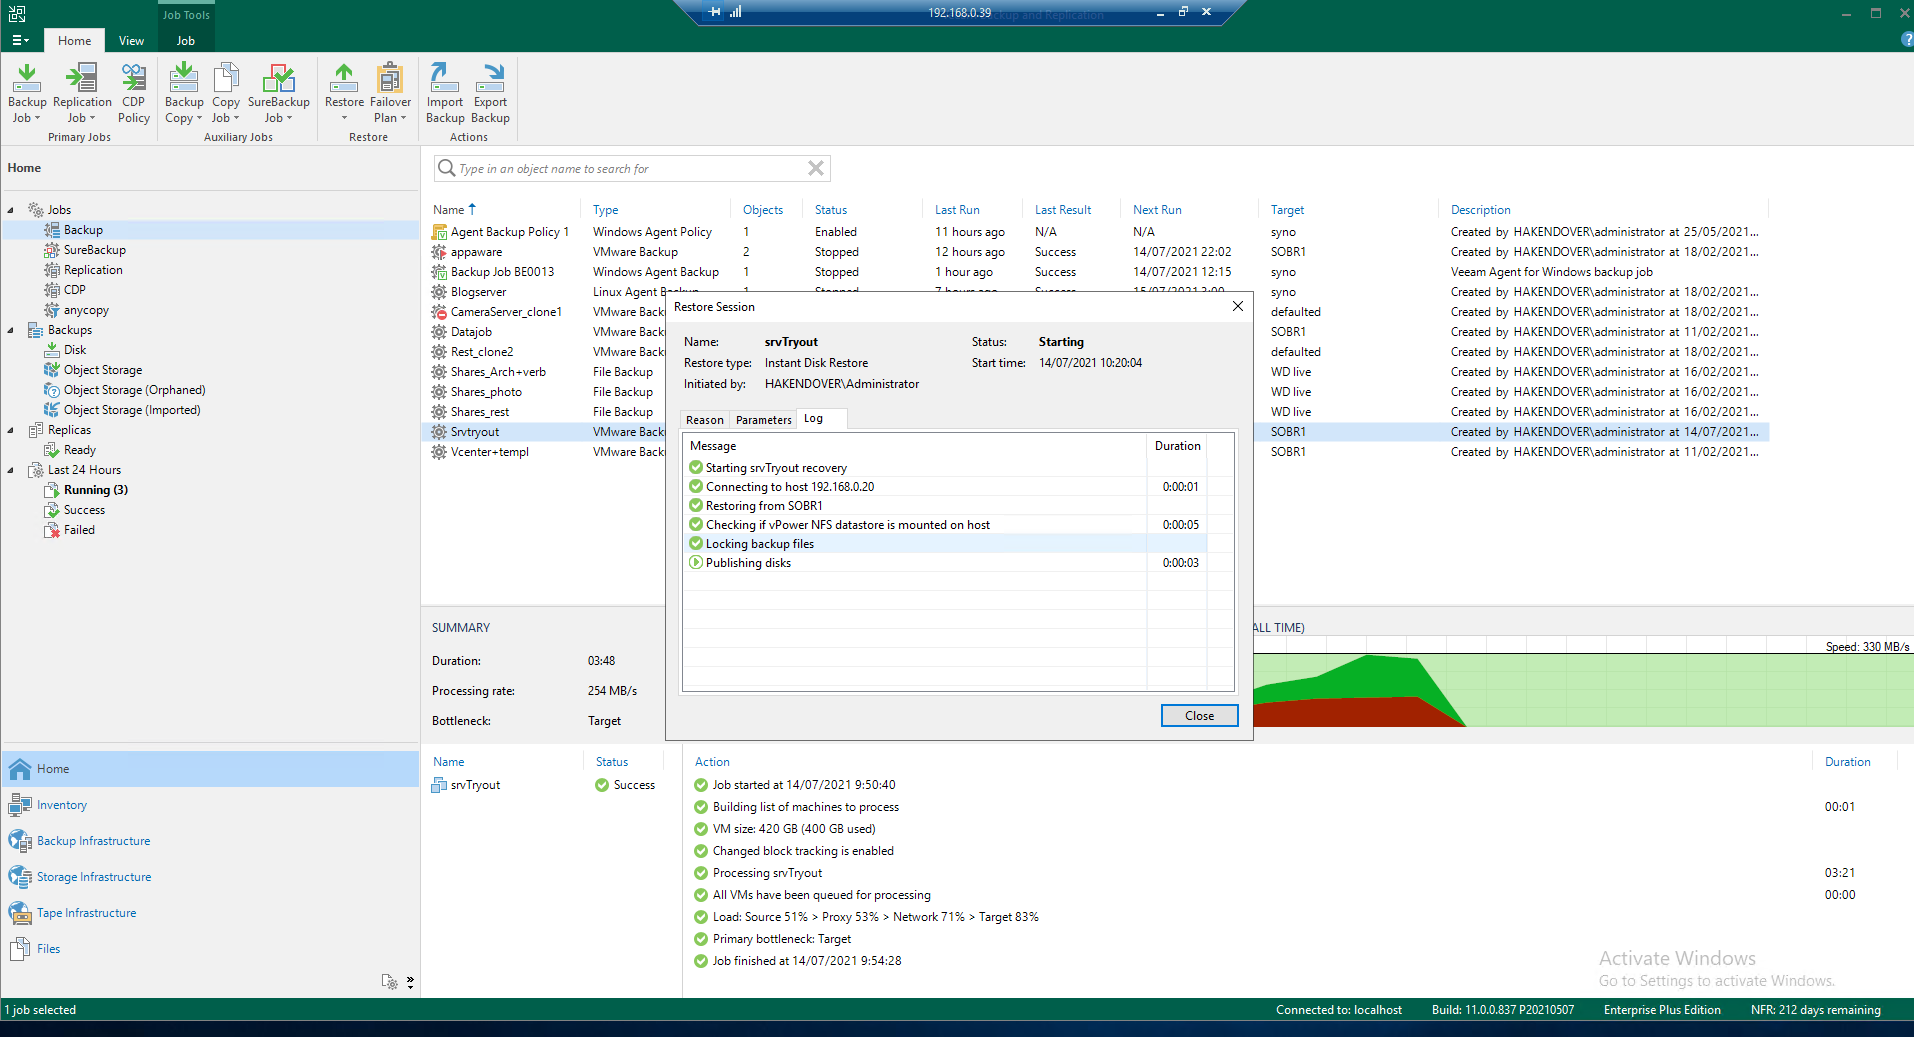 192.168.0.39
Job Tools
Home View Job
Backup Job
Replication Job
CDP Policy
Primary Jobs
Backup Copy
Copy Job
SureBackup Job
Auxiliary Jobs
Restore
Failover Plan
Restore
Import Backup
Export Backup
Actions
Home
Jobs
Backup
SureBackup
Replication
CDP
anycopy
Backups
Disk
Object Storage
Object Storage (Orphaned)
Object Storage (Imported)
Replicas
Ready
Last 24 Hours
Running (3)
Success
Failed
Home
Inventory
Backup Infrastructure
Storage Infrastructure
Tape Infrastructure
Files
Type in an object name to search for
Name Type Objects Status Last Run Last Result Next Run Target Description
Agent Backup Policy 1 Windows Agent Policy 1 Enabled 11 hours ago N/A N/A syno Created by HAKENDOVER\administrator at 25/05/2021...
appaware VMware Backup 2 Stopped 12 hours ago Success 14/07/2021 22:02 SOBR1 Created by HAKENDOVER\administrator at 18/02/2021...
Backup Job BE0013 Windows Agent Backup 1 Stopped 1 hour ago Success 14/07/2021 12:15 syno Veeam Agent for Windows backup job
Blogserver Linux Agent Backup 1 Stopped 7 hours ago Success 15/07/2021 3:00 syno Created by HAKENDOVER\administrator at 18/02/2021...
CameraServer_clone1 VMware Back defaulted Created by HAKENDOVER\administrator at 18/02/2021...
Datajob VMware Back SOBR1 Created by HAKENDOVER\administrator at 11/02/2021...
Rest_clone2 VMware Back defaulted Created by HAKENDOVER\administrator at 18/02/2021...
Shares_Arch+verb File Backup WD live Created by HAKENDOVER\administrator at 16/02/2021...
Shares_photo File Backup WD live Created by HAKENDOVER\administrator at 16/02/2021...
Shares_rest File Backup WD live Created by HAKENDOVER\administrator at 16/02/2021...
Srvtryout VMware Back SOBR1 Created by HAKENDOVER\administrator at 14/07/2021...
Vcenter+templ VMware Back SOBR1 Created by HAKENDOVER\administrator at 11/02/2021...
Restore Session
Name: srvTryout Status: Starting
Restore type: Instant Disk Restore Start time: 14/07/2021 10:20:04
Initiated by: HAKENDOVER\Administrator
Reason Parameters Log
Message Duration
Starting srvTryout recovery
Connecting to host 192.168.0.20 0:00:01
Restoring from SOBR1
Checking if vPower NFS datastore is mounted on host 0:00:05
Locking backup files
Publishing disks 0:00:03
Close
SUMMARY
Duration: 03:48
Processing rate: 254 MB/s
Bottleneck: Target
ALL TIME)
Speed: 330 MB/s
Name Status
srvTryout Success
Action Duration
Job started at 14/07/2021 9:50:40
Building list of machines to process 00:01
VM size: 420 GB (400 GB used)
Changed block tracking is enabled
Processing srvTryout 03:21
All VMs have been queued for processing 00:00
Load: Source 51% > Proxy 53% > Network 71% > Target 83%
Primary bottleneck: Target
Job finished at 14/07/2021 9:54:28
Activate Windows
Go to Settings to activate Windows.
1 job selected
Connected to: localhost Build: 11.0.0.837 P20210507 Enterprise Plus Edition NFR: 212 days remaining